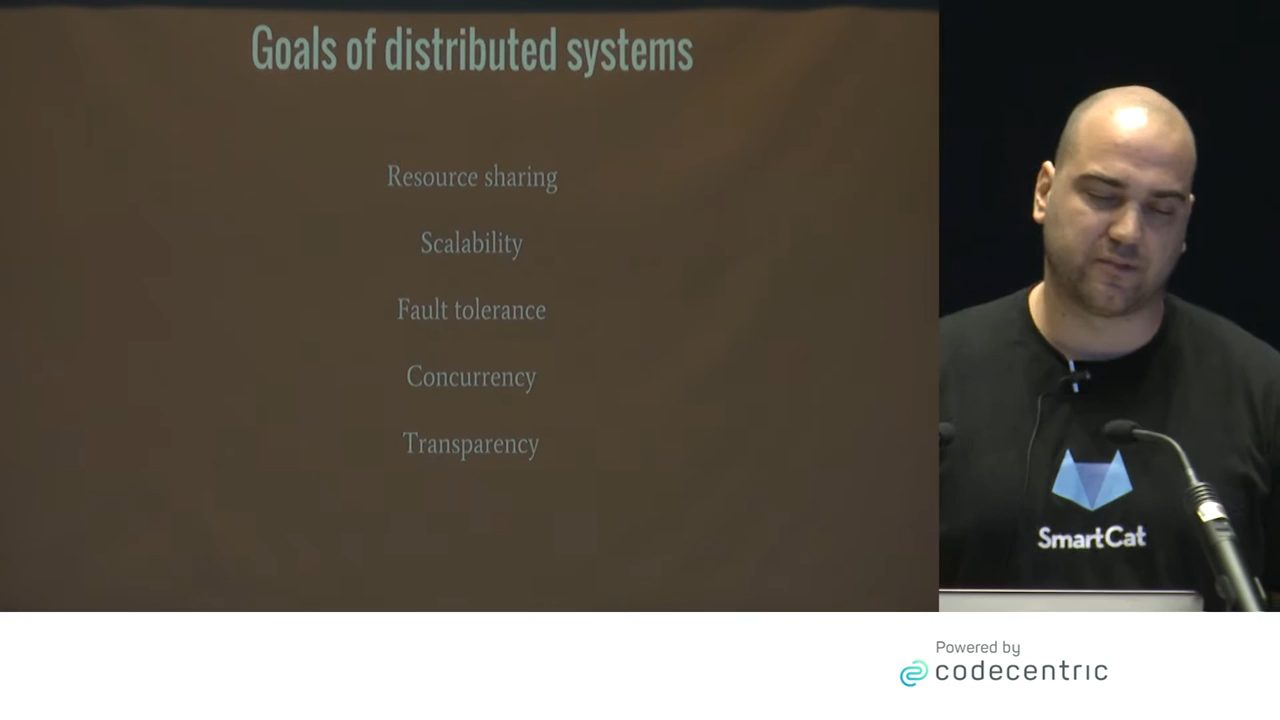 Goals of distributed systems
Resource sharing
Scalability
Fault tolerance
Concurrency
Transparency
SmartCat
Powered by
codecentric